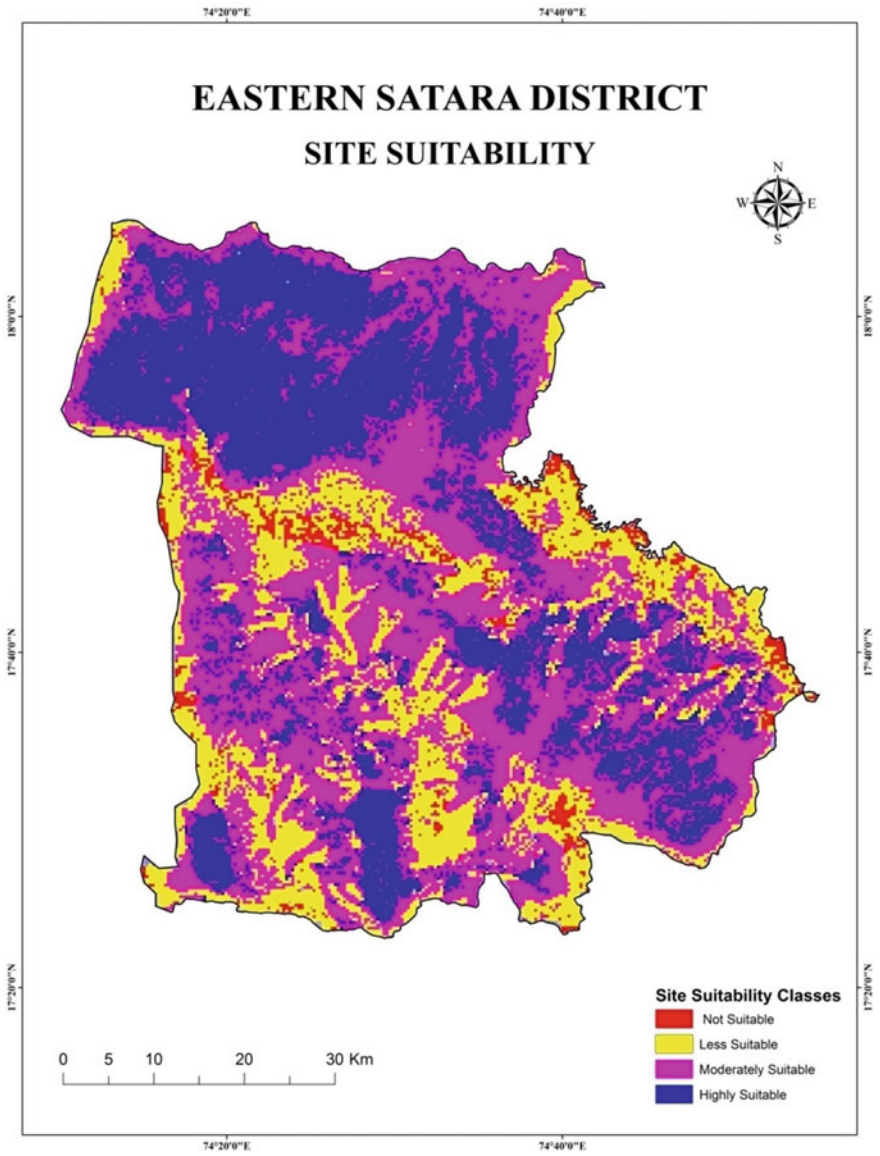 74°20'0"E 74°40'0"E
EASTERN SATARA DISTRICT
SITE SUITABILITY
N
W E
S
18°0'0"N 18°0'0"N
17°40'0"N 17°40'0"N
17°20'0"N 17°20'0"N
Site Suitability Classes
Not Suitable
Less Suitable
Moderately Suitable
Highly Suitable
0 5 10 20 30 Km
74°20'0"E 74°40'0"E